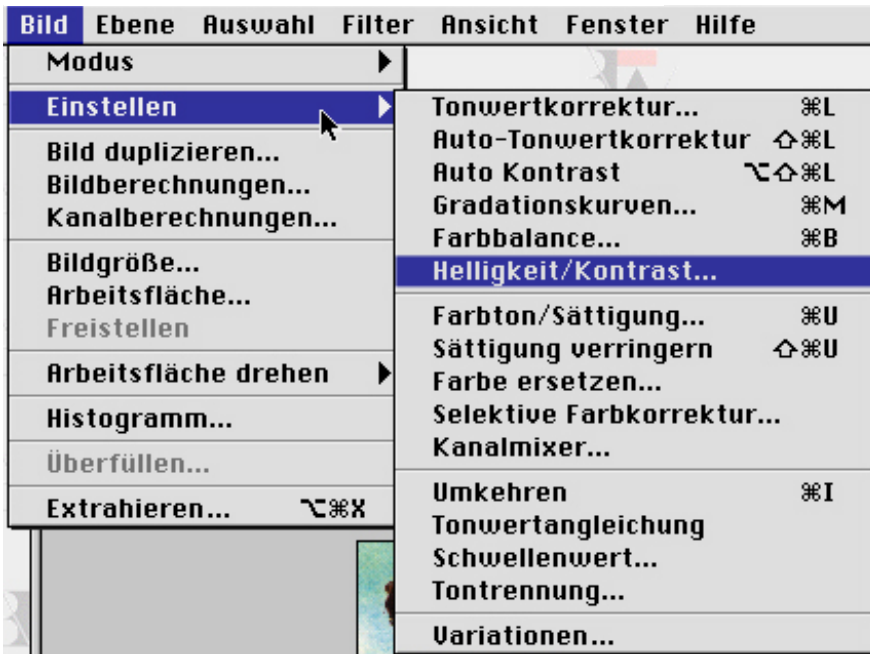 Bild Ebene Auswahl Filter Ansicht Fenster Hilfe
Modus
Einstellen
Bild duplizieren...
Bildberechnungen...
Kanalberechnungen...
Bildgröße...
Arbeitsfläche...
Freistellen
Arbeitsfläche drehen
Histogramm...
Überfüllen...
Extrahieren... ⌥⌘X
Tonwertkorrektur... ⌘L
Auto-Tonwertkorrektur ⇧⌘L
Auto Kontrast ⌥⇧⌘L
Gradationskurven... ⌘M
Farbbalance... ⌘B
Helligkeit/Kontrast...
Farbton/Sättigung... ⌘U
Sättigung verringern ⇧⌘U
Farbe ersetzen...
Selektive Farbkorrektur...
Kanalmixer...
Umkehren ⌘I
Tonwertangleichung
Schwellenwert...
Tontrennung...
Variationen...